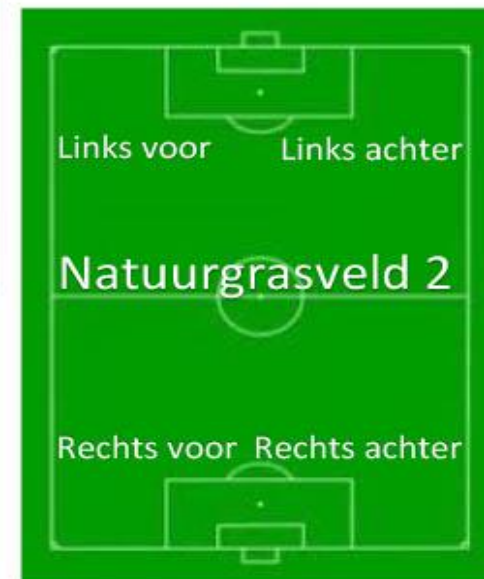 Links voor Links achter
Natuurgrasveld 2
Rechts voor Rechts achter